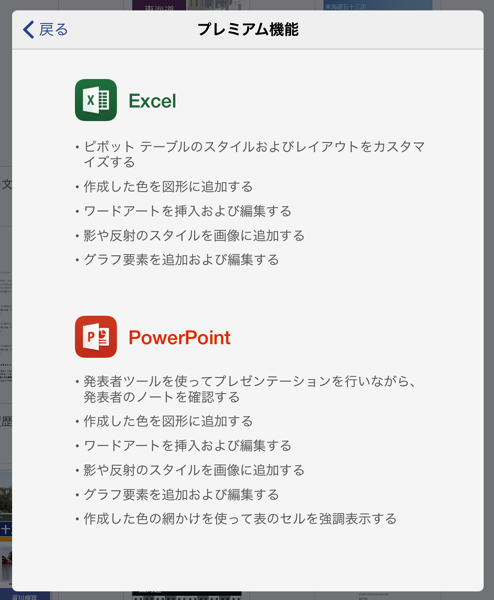 東海道
東海道五十三次
戻る
プレミアム機能
Excel
• ピボット テーブルのスタイルおよびレイアウトをカスタマ
イズする
• 作成した色を図形に追加する
• ワードアートを挿入および編集する
• 影や反射のスタイルを画像に追加する
• グラフ要素を追加および編集する
PowerPoint
• 発表者ツールを使ってプレゼンテーションを行いながら、
発表者のノートを確認する
• 作成した色を図形に追加する
• ワードアートを挿入および編集する
• 影や反射のスタイルを画像に追加する
• グラフ要素を追加および編集する
• 作成した色の網かけを使って表のセルを強調表示する